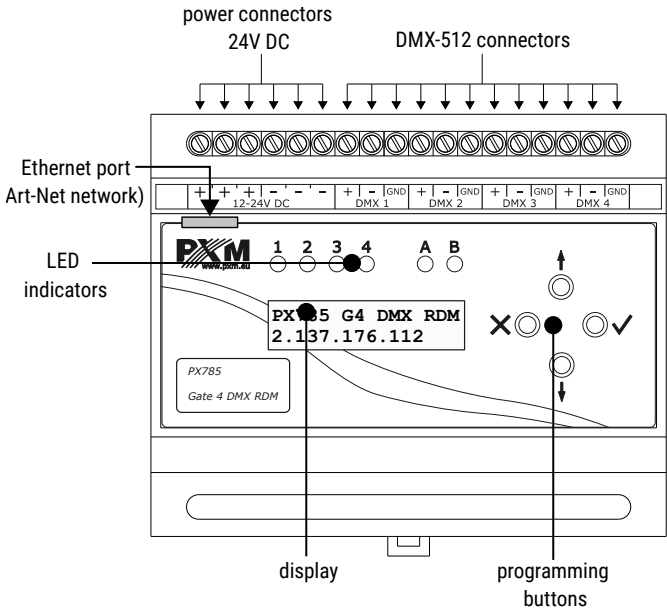 power connectors
24V DC
DMX-512 connectors
Ethernet port
Art-Net network)
+ + + - - -
12-24V DC
+ - GND
DMX 1
+ - GND
DMX 2
+ - GND
DMX 3
+ - GND
DMX 4
PXM
www.pxm.eu
1 2 3 4 A B
LED
indicators
G4 DMX RDM
2.137.176.112
PX785
Gate 4 DMX RDM
display
programming
buttons